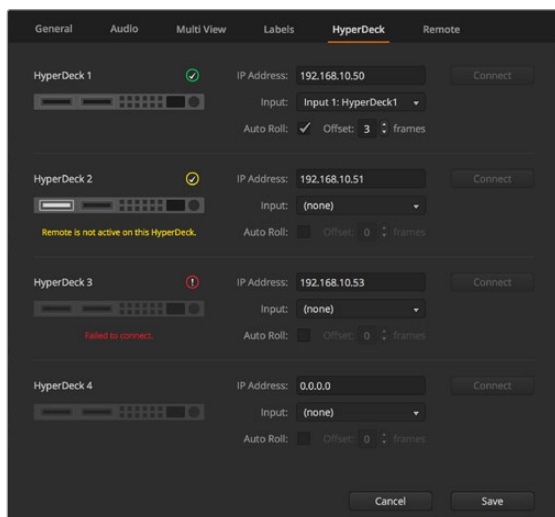 General Audio Multi View Labels HyperDeck Remote
HyperDeck 1 IP Address: 192.168.10.50 Connect
Input: Input 1: HyperDeck1
Auto Roll: Offset: 3 frames
HyperDeck 2 IP Address: 192.168.10.51 Connect
Input: (none)
Remote is not active on this HyperDeck.
Auto Roll: Offset: 0 frames
HyperDeck 3 IP Address: 192.168.10.53 Connect
Input: (none)
Failed to connect.
Auto Roll: Offset: 0 frames
HyperDeck 4 IP Address: 0.0.0.0 Connect
Input: (none)
Auto Roll: Offset: 0 frames
Cancel Save